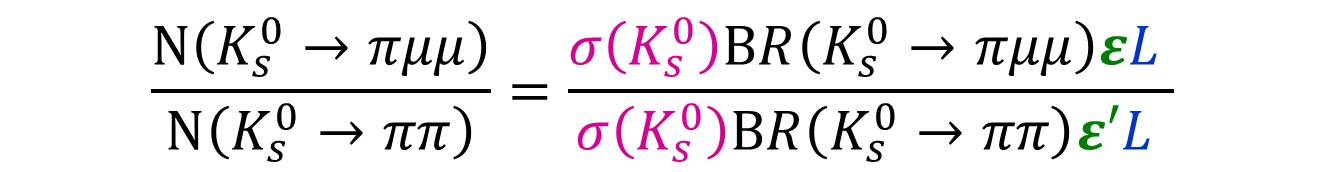 N(K_s^0 → πμμ) / N(K_s^0 → ππ) = σ(K_s^0)BR(K_s^0 → πμμ)εL / σ(K_s^0)BR(K_s^0 → ππ)ε′L